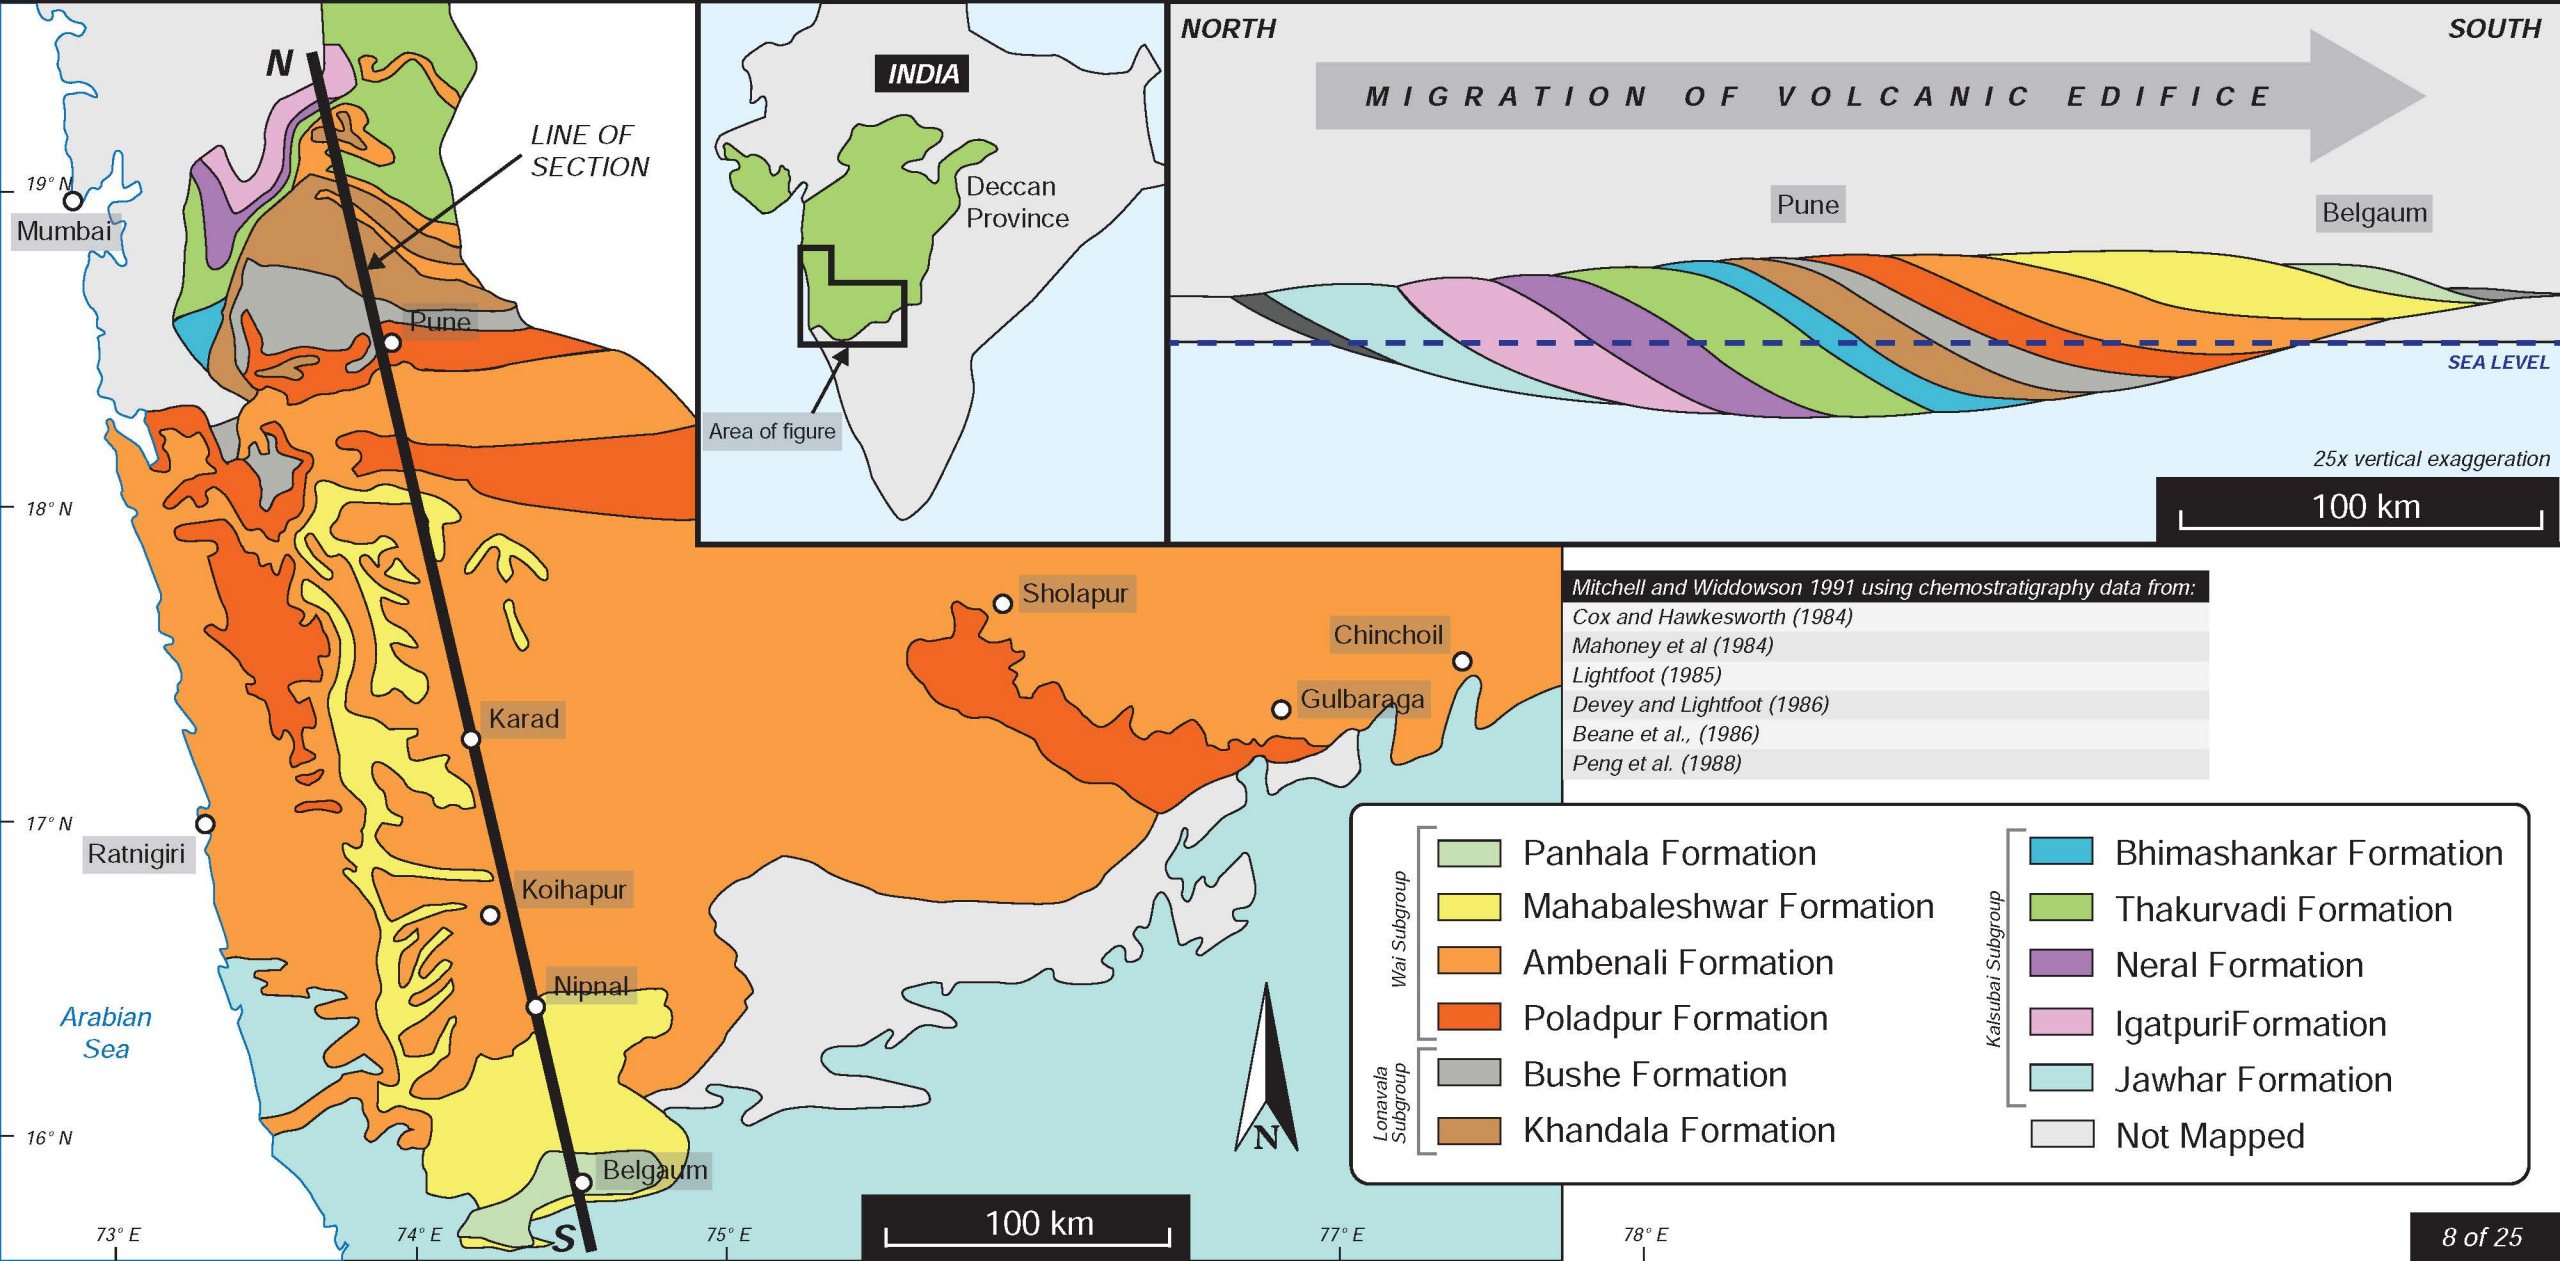 N
LINE OF
SECTION
19° N
Mumbai
Pune
18° N
Sholapur
Chinchoil
Gulbaraga
Karad
17° N
Ratnigiri
Koihapur
Nipnal
Arabian
Sea
16° N
Belgaum
S
73° E
74° E
75° E
77° E
78° E
100 km
N
INDIA
Deccan
Province
Area of figure
NORTH
SOUTH
MIGRATION OF VOLCANIC EDIFICE
Pune
Belgaum
SEA LEVEL
25x vertical exaggeration
100 km
Mitchell and Widdowson 1991 using chemostratigraphy data from:
Cox and Hawkesworth (1984)
Mahoney et al (1984)
Lightfoot (1985)
Devey and Lightfoot (1986)
Beane et al., (1986)
Peng et al. (1988)
Wai Subgroup
Panhala Formation
Mahabaleshwar Formation
Ambenali Formation
Poladpur Formation
Lonavala
Subgroup
Bushe Formation
Khandala Formation
Kalsubai Subgroup
Bhimashankar Formation
Thakurvadi Formation
Neral Formation
IgatpuriFormation
Jawhar Formation
Not Mapped
8 of 25